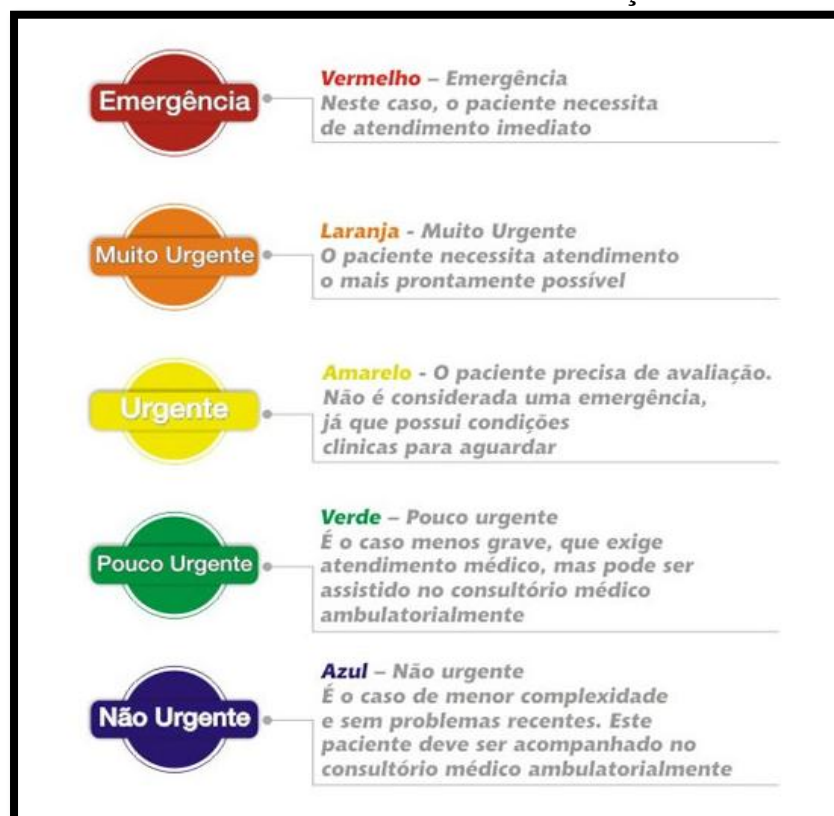 Emergência
Vermelho – Emergência
Neste caso, o paciente necessita
de atendimento imediato
Muito Urgente
Laranja - Muito Urgente
O paciente necessita atendimento
o mais prontamente possível
Urgente
Amarelo - O paciente precisa de avaliação.
Não é considerada uma emergência,
já que possui condições
clinicas para aguardar
Pouco Urgente
Verde – Pouco urgente
É o caso menos grave, que exige
atendimento médico, mas pode ser
assistido no consultório médico
ambulatorialmente
Não Urgente
Azul – Não urgente
É o caso de menor complexidade
e sem problemas recentes. Este
paciente deve ser acompanhado no
consultório médico ambulatorialmente